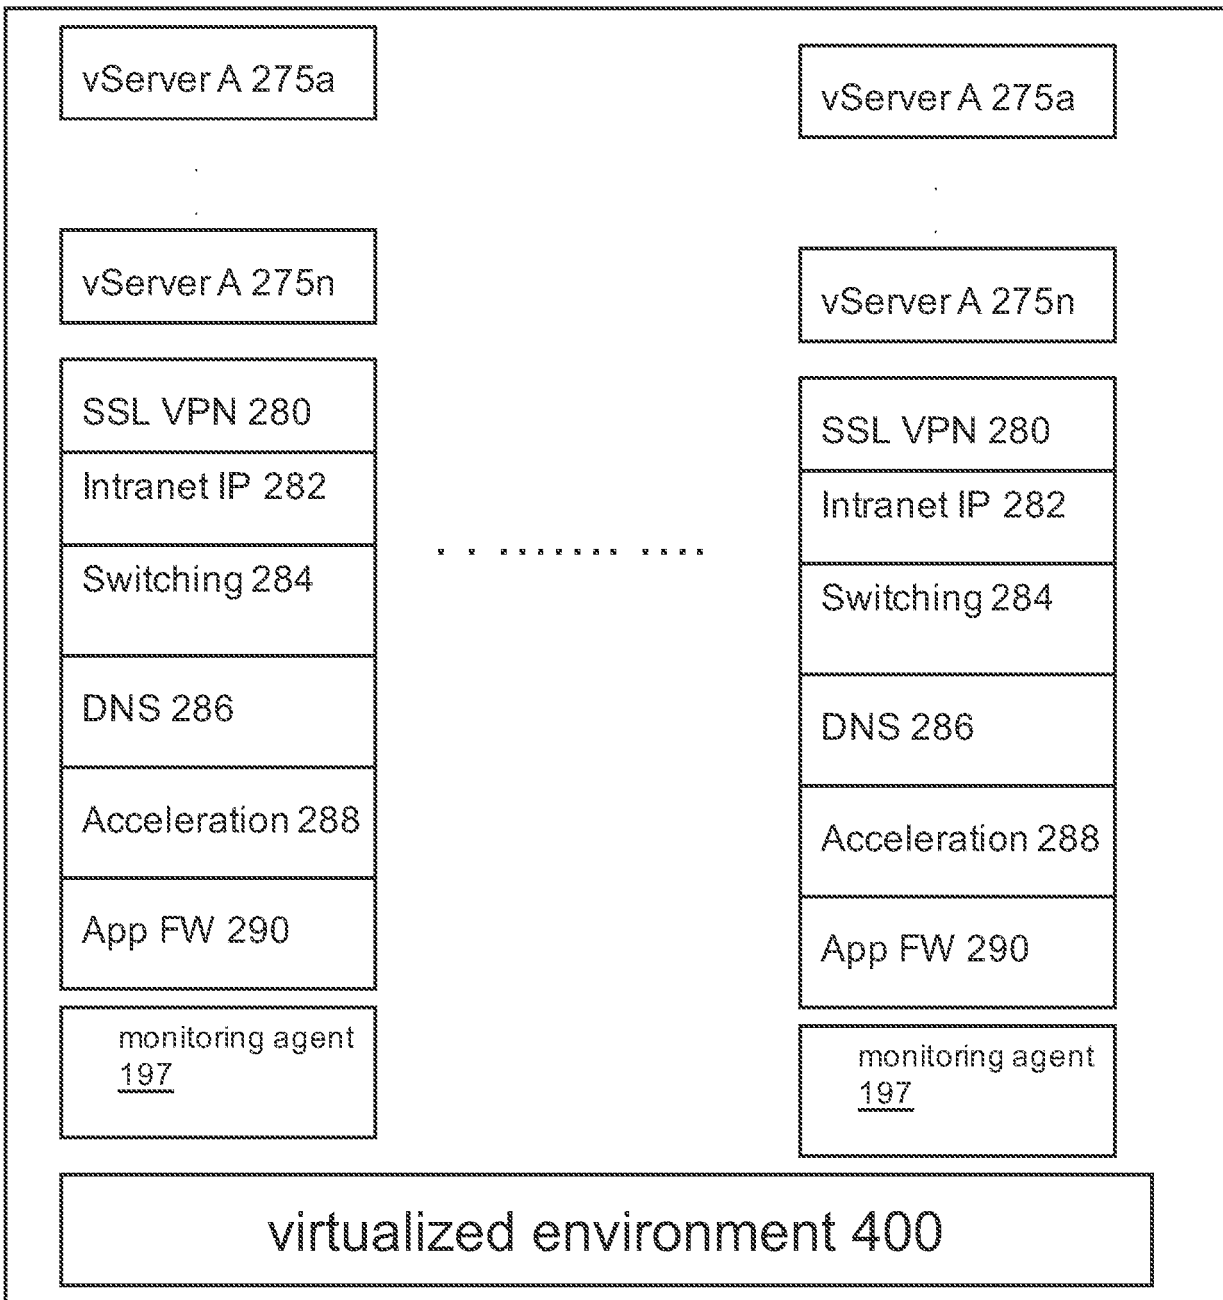 vServer A 275a
vServer A 275n
SSL VPN 280
Intranet IP 282
Switching 284
DNS 286
Acceleration 288
App FW 290
monitoring agent
197
vServer A 275a
vServer A 275n
SSL VPN 280
Intranet IP 282
Switching 284
DNS 286
Acceleration 288
App FW 290
monitoring agent
197
virtualized environment 400